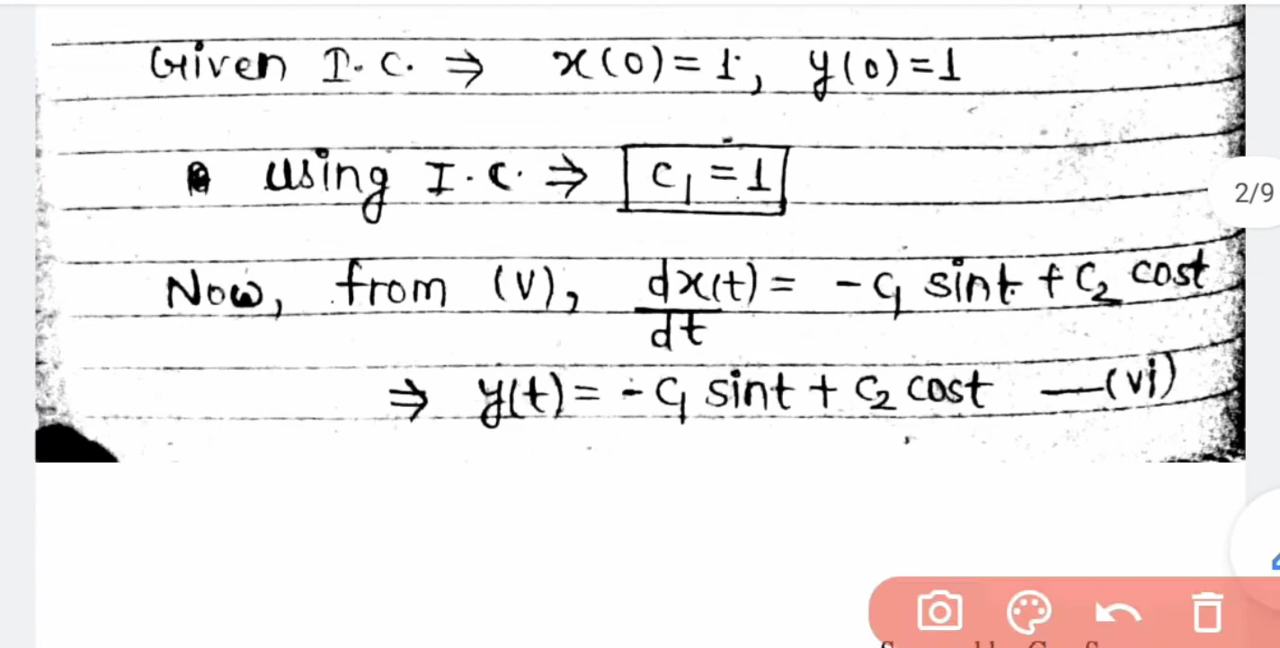 Given I.C. ⇒ x(0)=1, y(0)=1
using I.C. ⇒ C₁=1
2/9
Now, from (V), dx(t)/dt = -C₁ sint + C₂ cost
⇒ y(t)= -C₁ sint + C₂ cost —(vi)